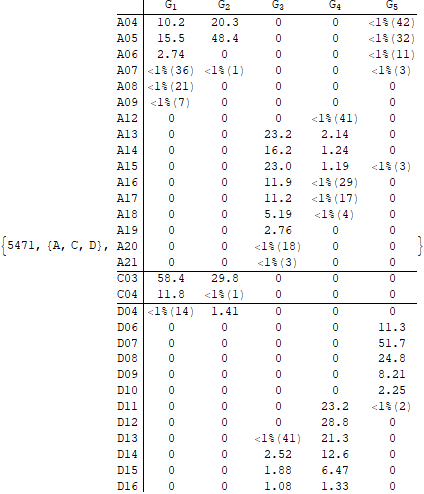 G1 G2 G3 G4 G5
A04 10.2 20.3 0 0 <1%(42)
A05 15.5 48.4 0 0 <1%(32)
A06 2.74 0 0 0 <1%(11)
A07 <1%(36) <1%(1) 0 0 <1%(3)
A08 <1%(21) 0 0 0 0
A09 <1%(7) 0 0 0 0
A12 0 0 0 <1%(41) 0
A13 0 0 23.2 2.14 0
A14 0 0 16.2 1.24 0
A15 0 0 23.0 1.19 <1%(3)
A16 0 0 11.9 <1%(29) 0
A17 0 0 11.2 <1%(17) 0
A18 0 0 5.19 <1%(4) 0
A19 0 0 2.76 0 0
{5471, {A, C, D}, A20 0 0 <1%(18) 0 0 }
A21 0 0 <1%(3) 0 0
C03 58.4 29.8 0 0 0
C04 11.8 <1%(1) 0 0 0
D04 <1%(14) 1.41 0 0 0
D06 0 0 0 0 11.3
D07 0 0 0 0 51.7
D08 0 0 0 0 24.8
D09 0 0 0 0 8.21
D10 0 0 0 0 2.25
D11 0 0 0 23.2 <1%(2)
D12 0 0 0 28.8 0
D13 0 0 <1%(41) 21.3 0
D14 0 0 2.52 12.6 0
D15 0 0 1.88 6.47 0
D16 0 0 1.08 1.33 0